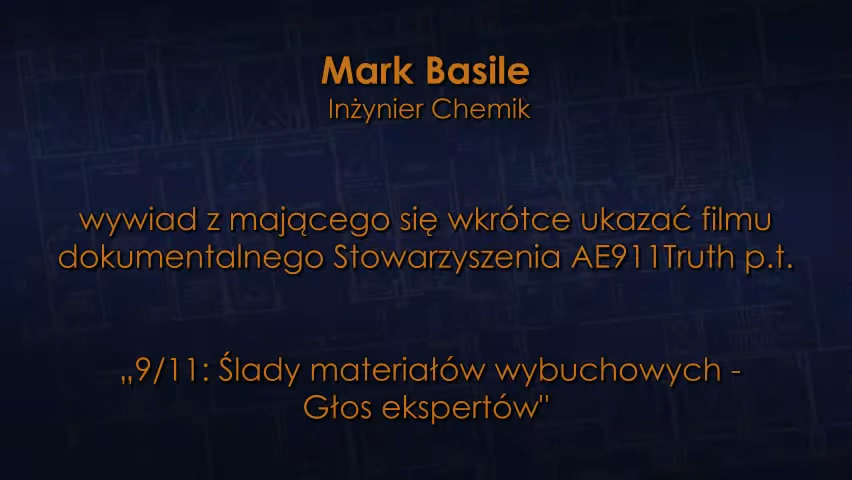 Mark Basile
Inżynier Chemik
wywiad z mającego się wkrótce ukazać filmu
dokumentalnego Stowarzyszenia AE911Truth p.t.
„9/11: Ślady materiałów wybuchowych -
Głos ekspertów"